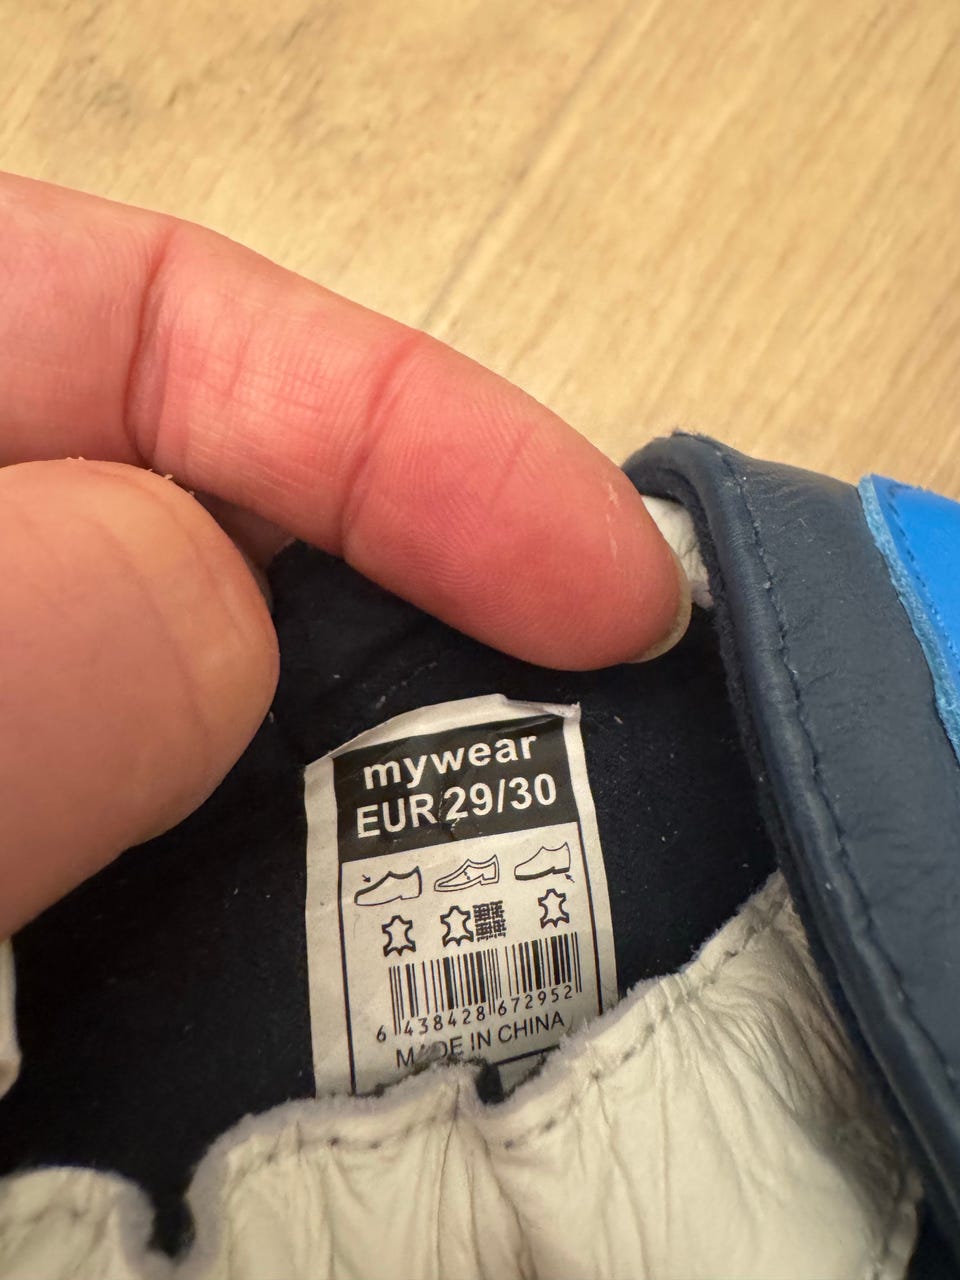 mywear
EUR 29/30
6 438428 672952
MADE IN CHINA